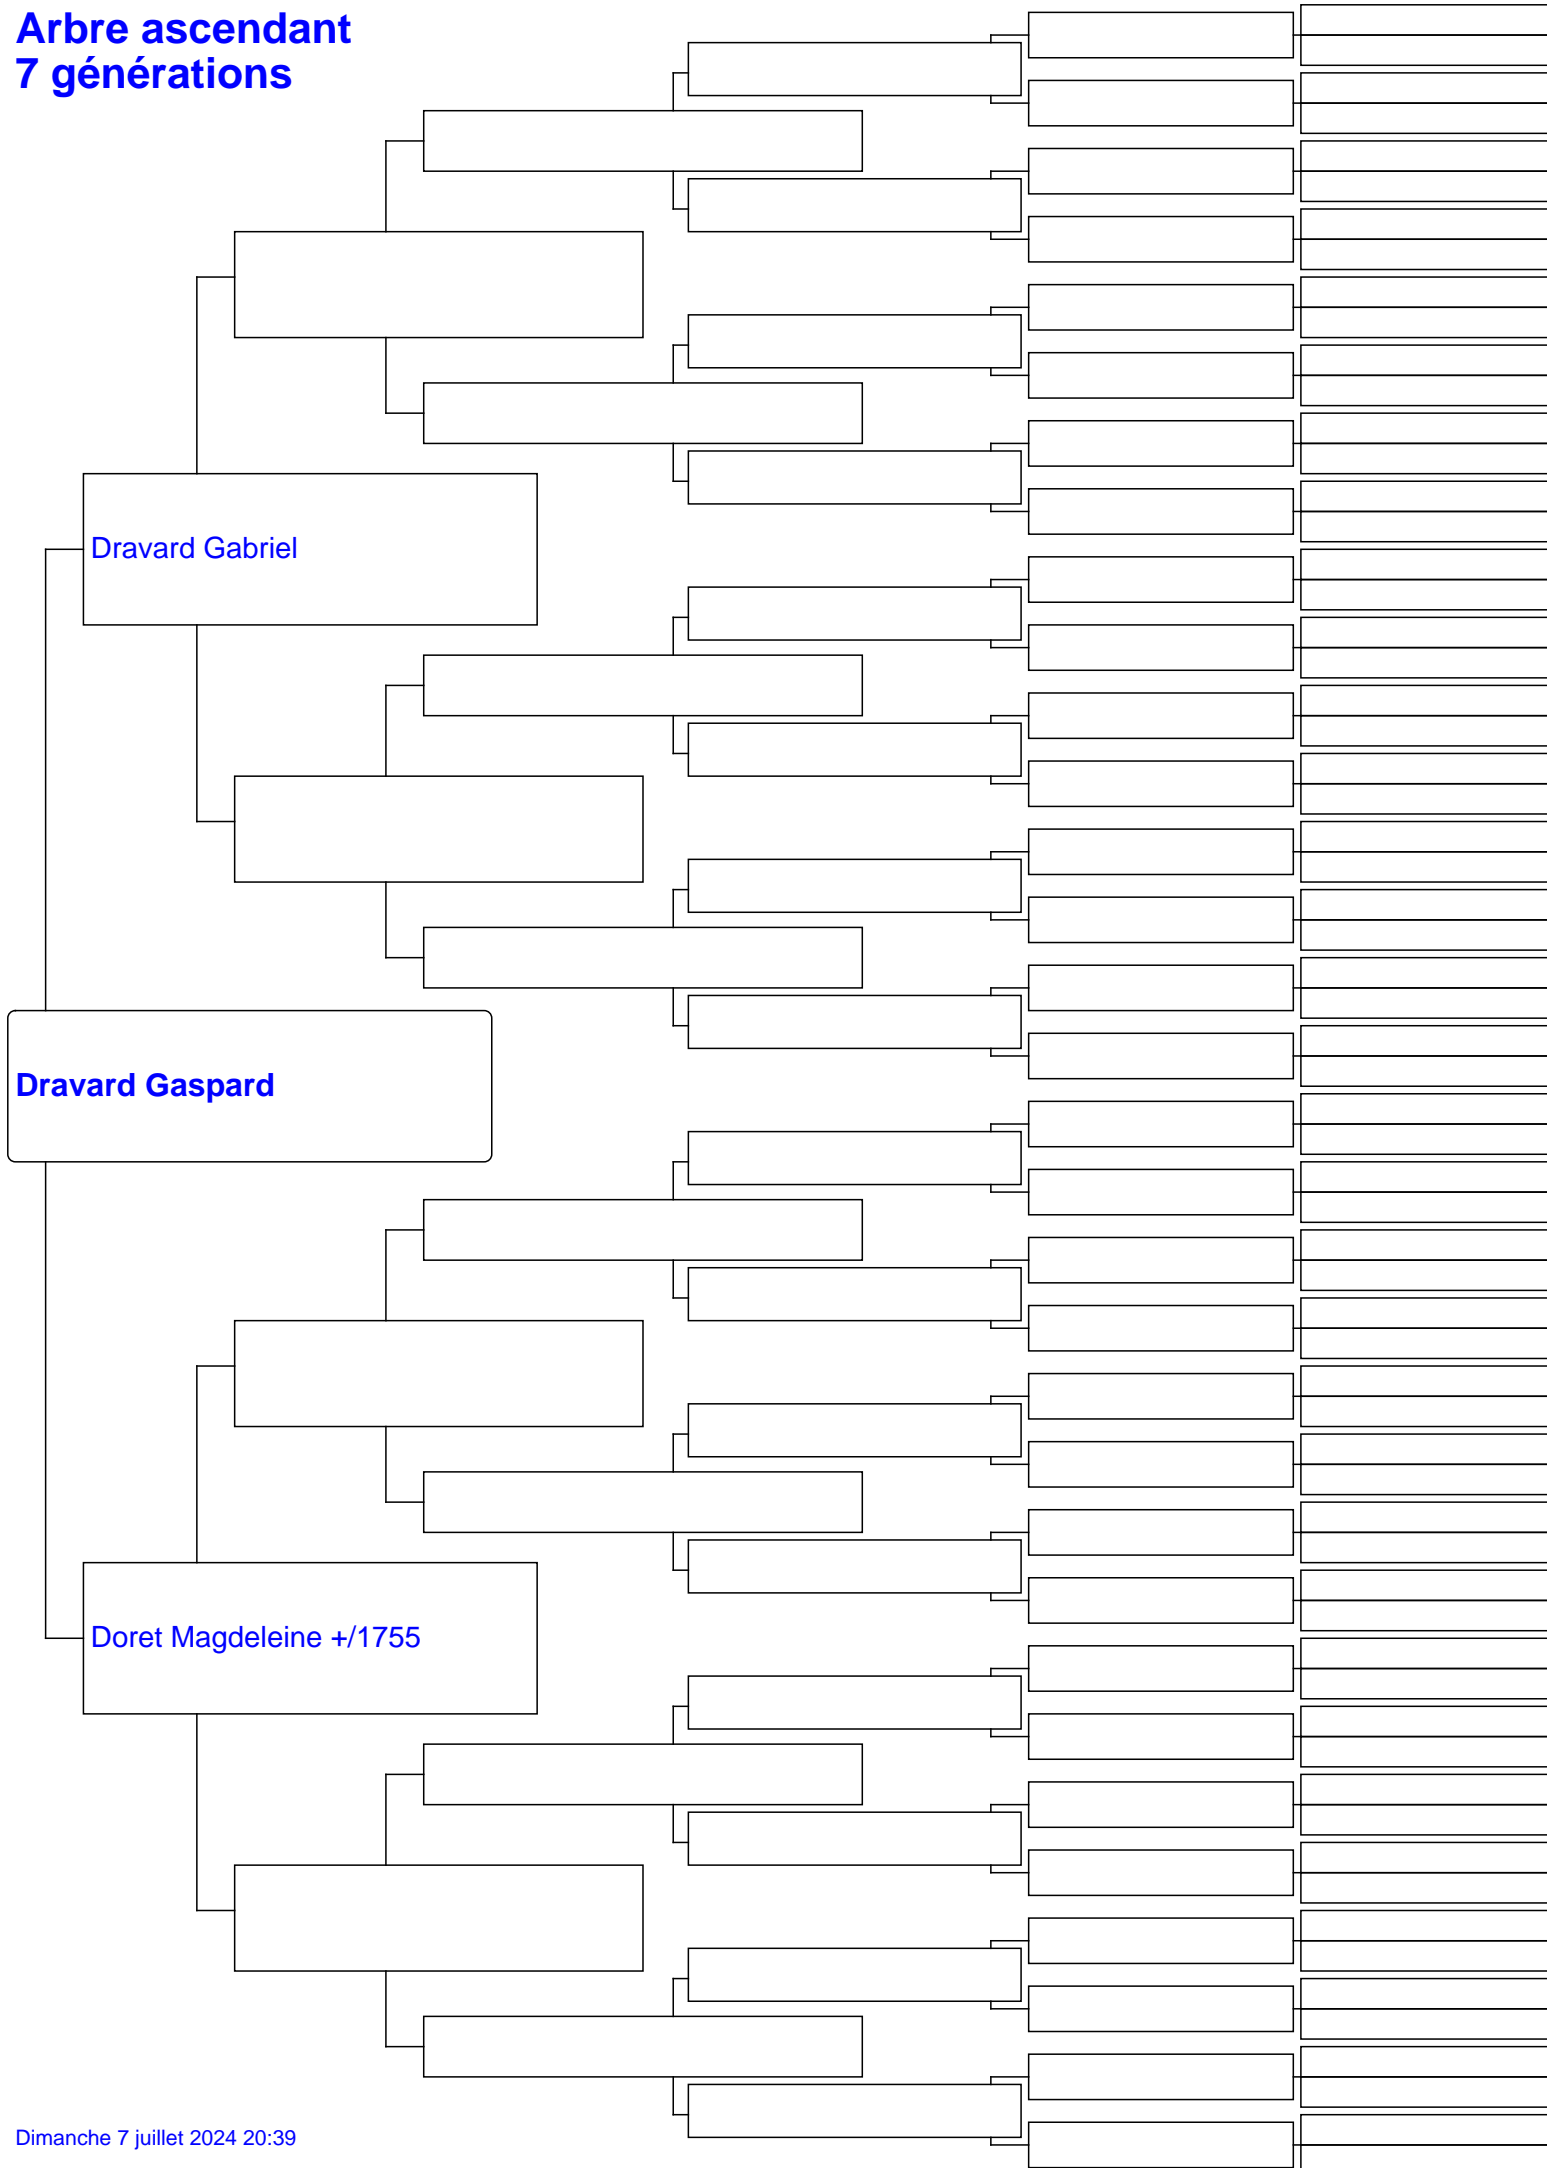 Arbre ascendant
7 générations
Dravard Gabriel
Dravard Gaspard
Doret Magdeleine +/1755
Dimanche 7 juillet 2024 20:39